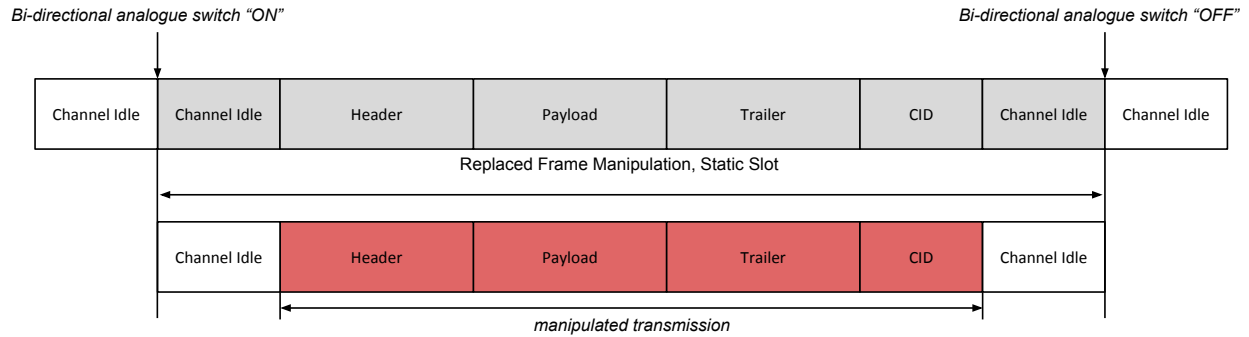 Bi-directional analogue switch “ON”
Bi-directional analogue switch “OFF”
Channel Idle
Channel Idle
Header
Payload
Trailer
CID
Channel Idle
Channel Idle
Replaced Frame Manipulation, Static Slot
Channel Idle
Header
Payload
Trailer
CID
Channel Idle
manipulated transmission